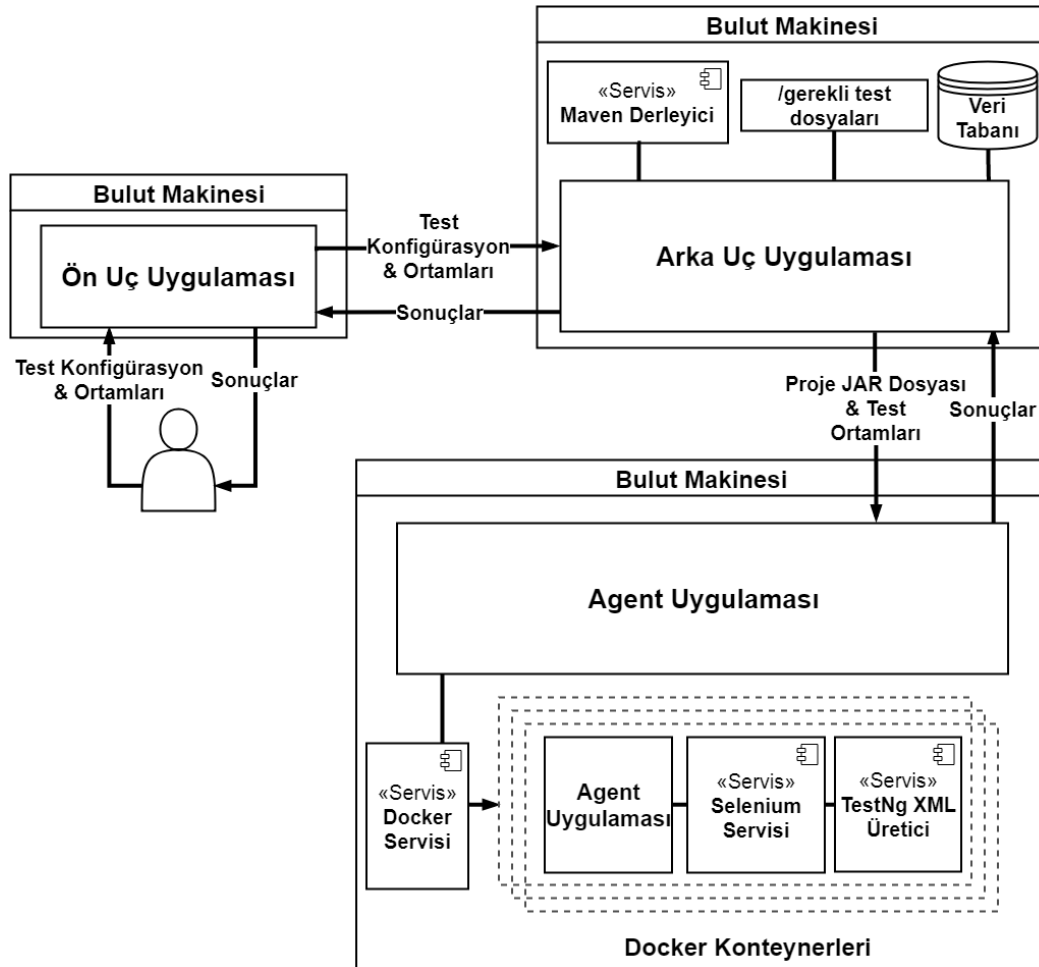 Bulut Makinesi
«Servis»
Maven Derleyici
/gerekli test
dosyaları
Veri
Tabanı
Arka Uç Uygulaması
Bulut Makinesi
Ön Uç Uygulaması
Test
Konfigürasyon
& Ortamları
Sonuçlar
Test Konfigürasyon
& Ortamları
Sonuçlar
Proje JAR Dosyası
& Test
Ortamları
Sonuçlar
Bulut Makinesi
Agent Uygulaması
«Servis»
Docker
Servisi
Agent
Uygulaması
«Servis»
Selenium
Servisi
«Servis»
TestNg XML
Üretici
Docker Konteynerleri